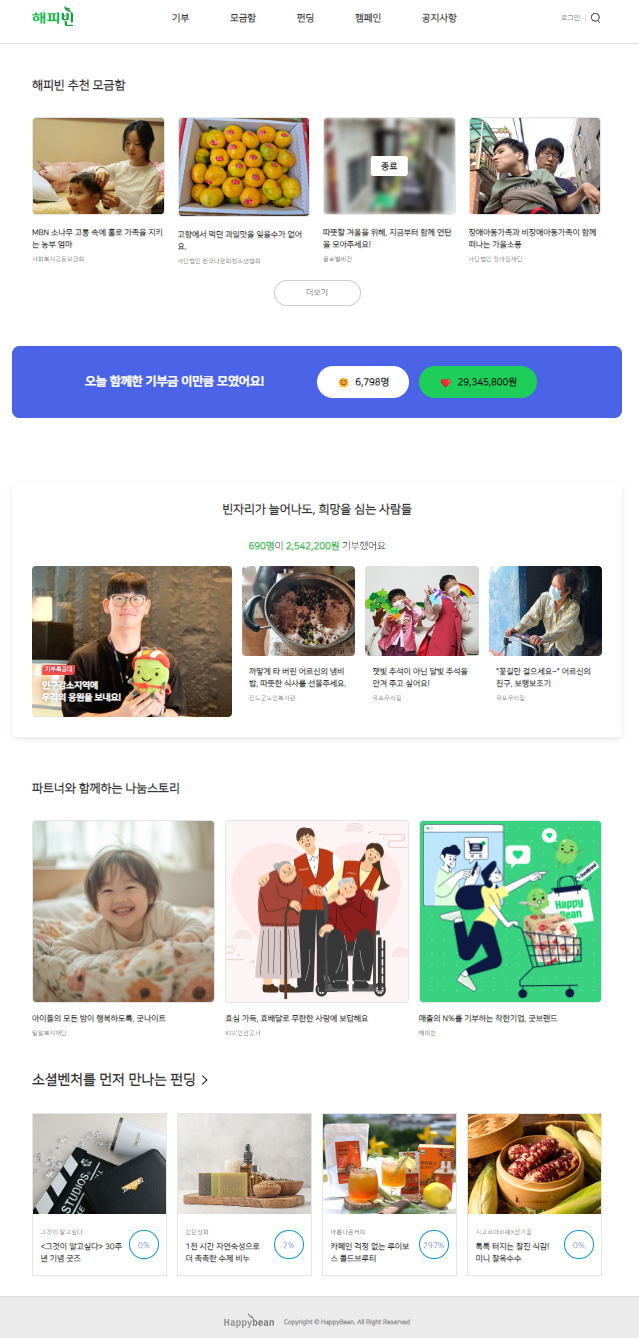 해피빈
기부 모금함 펀딩 캠페인 공지사항
로그인
해피빈 추천 모금함
종료
MBN 소나무 고통 속에 홀로 가족을 지키
는 농부 엄마
사회복지공동모금회
고향에서 먹던 과일맛을 잊을수가 없어
요.
사단법인 한국다문화청소년협회
따뜻할 겨울을 위해, 지금부터 함께 연탄
을 모아주세요!
글로벌비전
장애아동가족과 비장애아동가족이 함께
떠나는 가을소풍
더보기
오늘 함께한 기부금 이만큼 모였어요!
6,798명
29,345,800원
빈자리가 늘어나도, 희망을 심는 사람들
690명이 2,542,200원 기부했어요
기부특공대
인구감소지역에
우리의 응원을 보내요!
까맣게 타 버린 어르신의 냄비
밥, 따뜻한 식사를 선물주세요.
진도군노인복지관
잿빛 추석이 아닌 달빛 추석을
안겨 주고 싶어요!
목포우리집
"꽃길만 걸으세요~" 어르신의
친구, 보행보조기
목포우리집
파트너와 함께하는 나눔스토리
Happy
Bean
아이들의 모든 밤이 행복하도록, 굿나이트
밀알복지재단
효심 가득, 효배달로 무한한 사랑에 보답해요
KGC인삼공사
매출의 N%를 기부하는 착한기업, 굿브랜드
해피빈
소셜벤처를 먼저 만나는 펀딩 >
STUDIOS
그것이 알고싶다
<그것이 알고싶다> 30주
년 기념 굿즈
0%
강단상회
1천 시간 자연숙성으로
더 촉촉한 수제 비누
2%
아름다운커피
카페인 걱정 없는 루이보
스 콜드브루티
297%
시고르마르쉐X산기품
톡톡 터지는 찰진 식감!
미니 찰옥수수
0%
Happybean Copyright © HappyBean. All Right Reserved